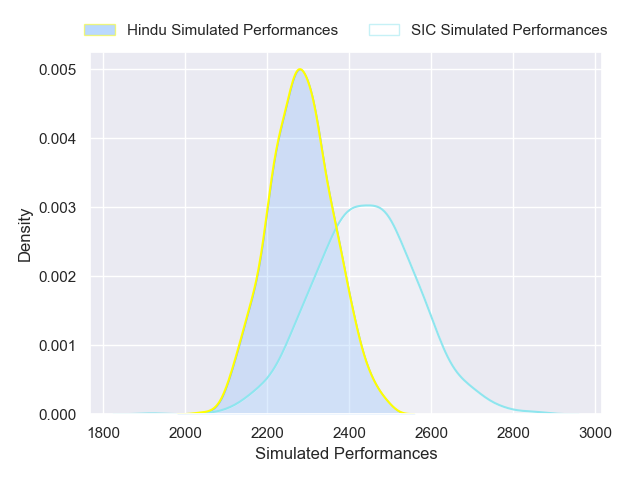 Hindu Simulated Performances SIC Simulated Performances
0.005
0.004
0.003
0.002
0.001
0.000
Density
1800 2000 2200 2400 2600 2800 3000
Simulated Performances